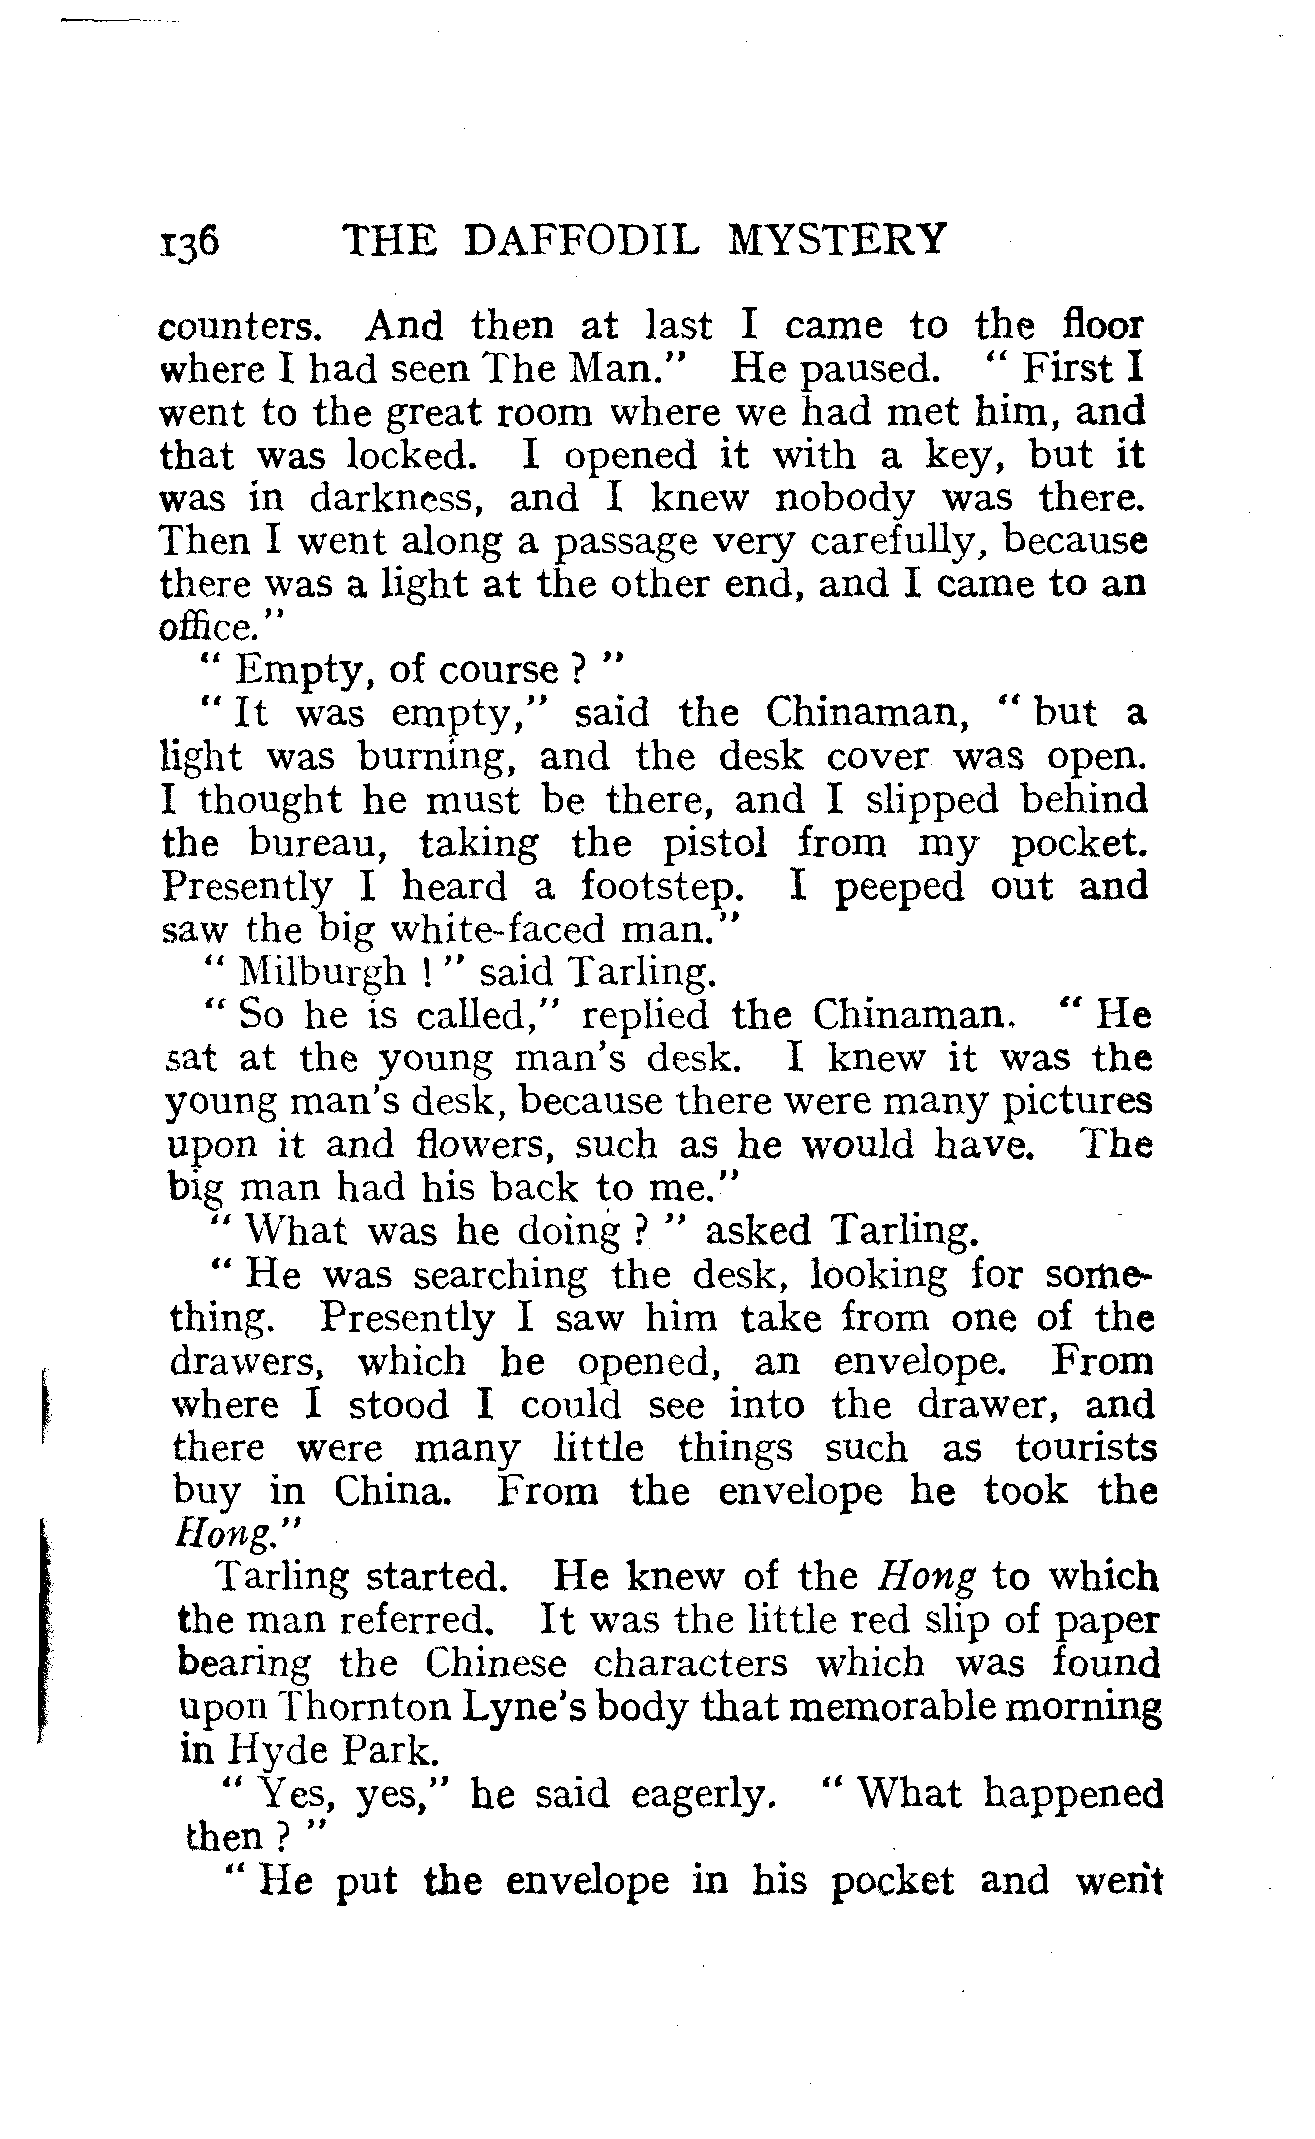 136 THE DAFFODIL MYSTERY
counters. And then at last I came to the floor
where I had seen The Man." He paused. " First I
went to the great room where we had met him, and
that was locked. I opened it with a key, but it
was in darkness, and I knew nobody was there.
Then I went along a passage very carefully, because
there was a light at the other end, and I came to an
office."
" Empty, of course ? "
" It was empty," said the Chinaman, " but a
light was burning, and the desk cover was open.
I thought he must be there, and I slipped behind
the bureau, taking the pistol from my pocket.
Presently I heard a footstep. I peeped out and
saw the big white-faced man."
" Milburgh ! " said Tarling.
" So he is called," replied the Chinaman. " He
sat at the young man's desk. I knew it was the
young man's desk, because there were many pictures
upon it and flowers, such as he would have. The
big man had his back to me."
" What was he doing ? " asked Tarling.
" He was searching the desk, looking for some-
thing. Presently I saw him take from one of the
drawers, which he opened, an envelope. From
where I stood I could see into the drawer, and
there were many little things such as tourists
buy in China. From the envelope he took the
Hong."
Tarling started. He knew of the Hong to which
the man referred. It was the little red slip of paper
bearing the Chinese characters which was found
upon Thornton Lyne's body that memorable morning
in Hyde Park.
" Yes, yes," he said eagerly. " What happened
then ? "
" He put the envelope in his pocket and went